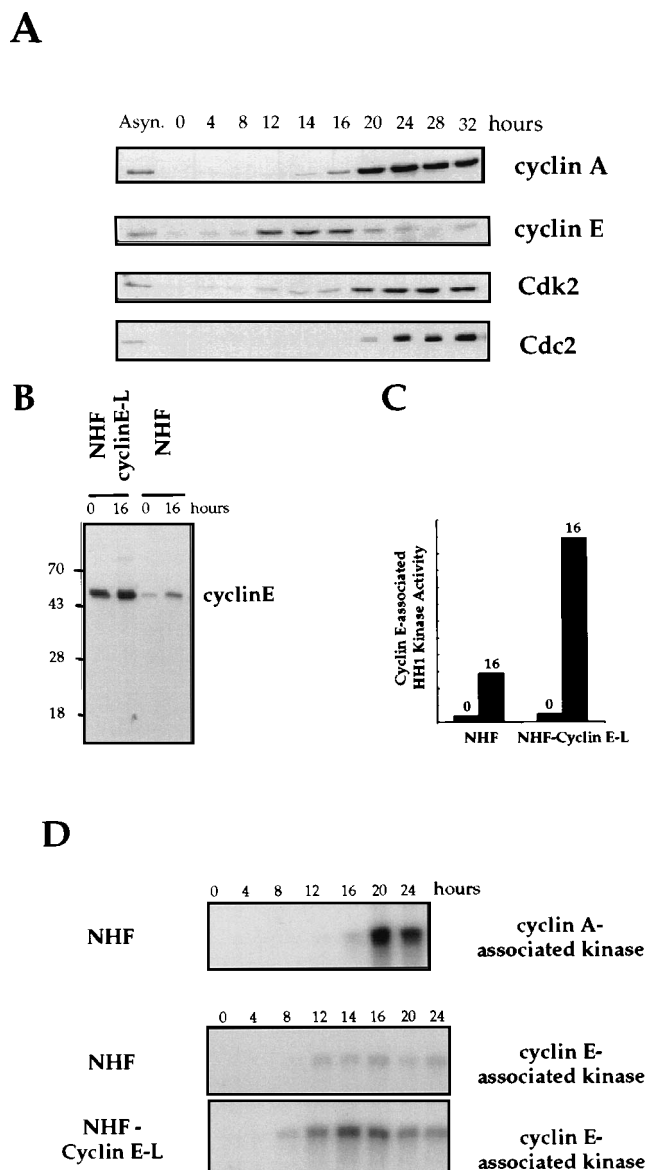 A
Asyn. 0 4 8 12 14 16 20 24 28 32 hours
cyclin A
cyclin E
Cdk2
Cdc2
B
NHF
cyclinE-L
NHF
0 16 0 16 hours
70
43
28
18
cyclinE
C
Cyclin E-associated
HH1 Kinase Activity
0 16 0 16
NHF NHF-Cyclin E-L
D
0 4 8 12 16 20 24 hours
NHF
cyclin A-
associated kinase
0 4 8 12 14 16 20 24
NHF
cyclin E-
associated kinase
NHF -
Cyclin E-L
cyclin E-
associated kinase